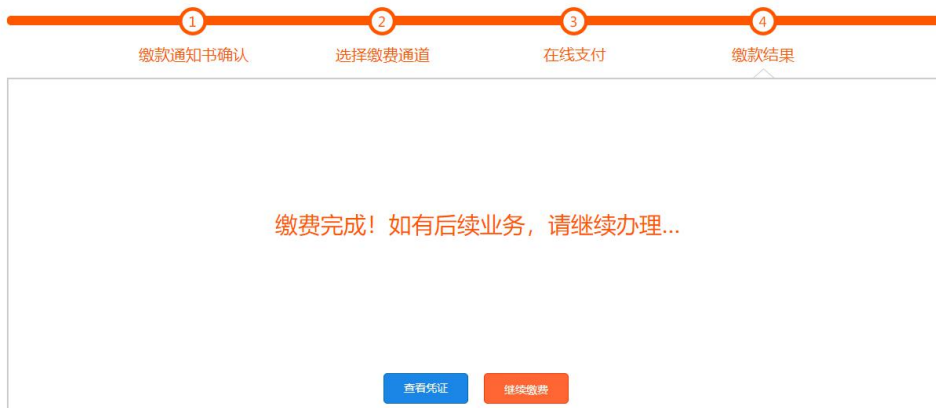 1 2 3 4
缴款通知书确认 选择缴费通道 在线支付 缴款结果
缴费完成！如有后续业务，请继续办理...
查看凭证 继续缴费